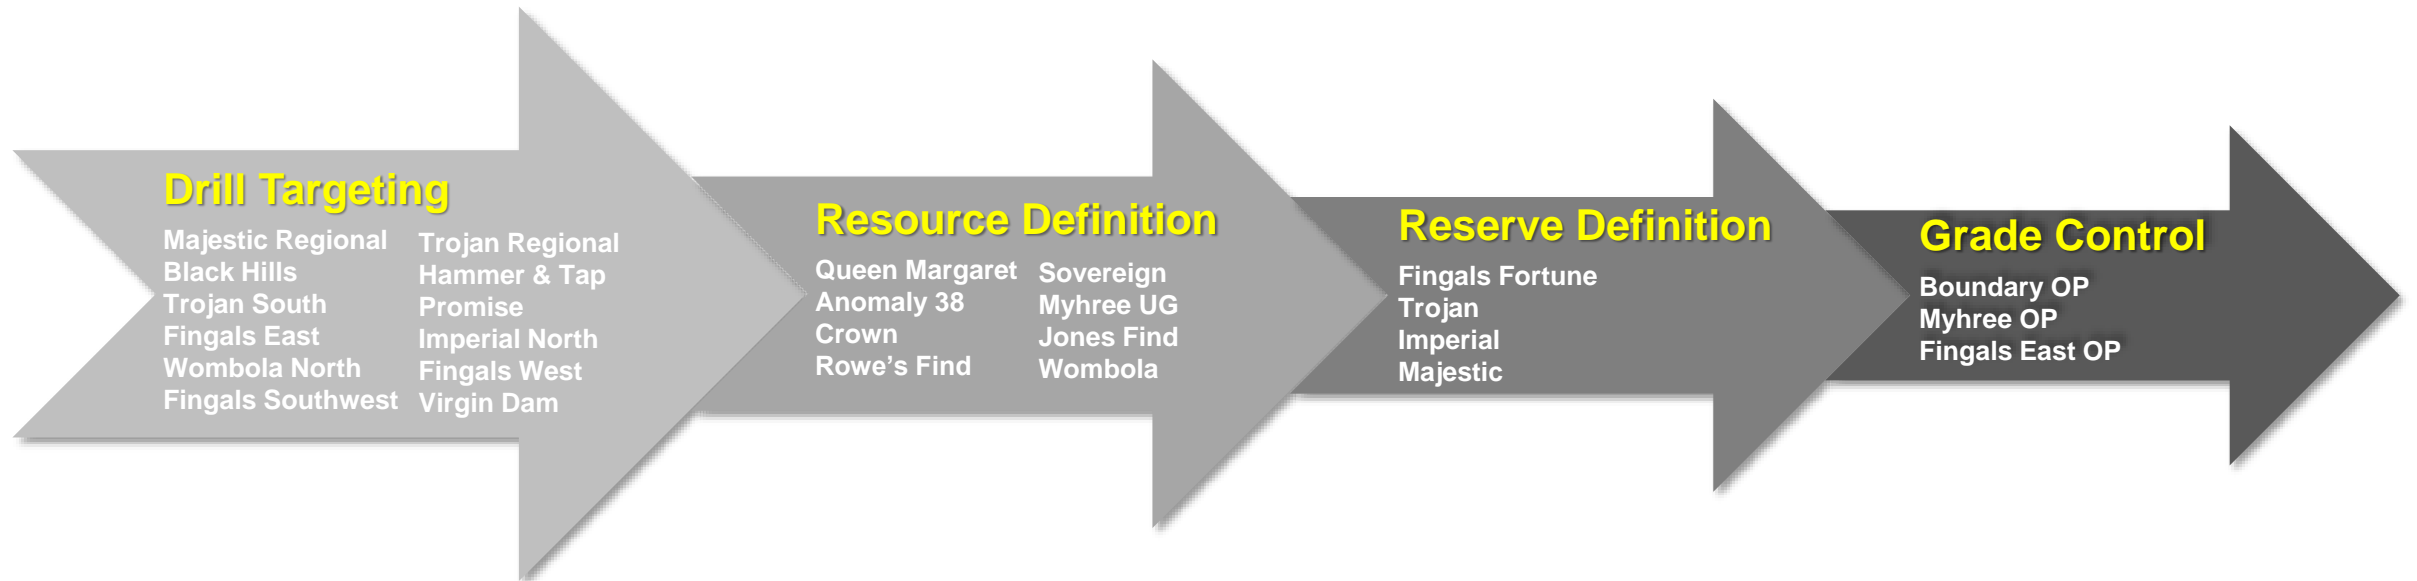 Drill Targeting
Majestic Regional
Black Hills
Trojan South
Fingals East
Wombola North
Fingals Southwest
Trojan Regional
Hammer & Tap
Promise
Imperial North
Fingals West
Virgin Dam
Resource Definition
Queen Margaret
Anomaly 38
Crown
Rowe’s Find
Sovereign
Myhree UG
Jones Find
Wombola
Reserve Definition
Fingals Fortune
Trojan
Imperial
Majestic
Grade Control
Boundary OP
Myhree OP
Fingals East OP